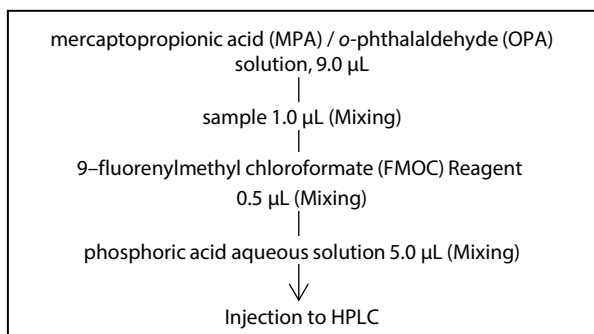 mercaptopropionic acid (MPA) / o-phthalaldehyde (OPA)
solution, 9.0 µL
sample 1.0 µL (Mixing)
9–fluorenylmethyl chloroformate (FMOC) Reagent
0.5 µL (Mixing)
phosphoric acid aqueous solution 5.0 µL (Mixing)
Injection to HPLC